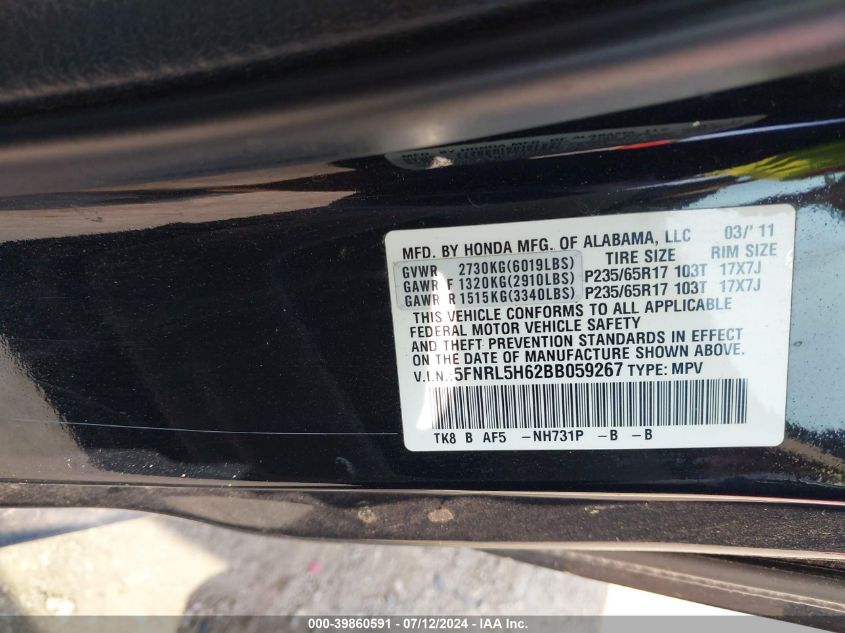 MFD. BY HONDA MFG. OF ALABAMA, LLC 03/'11
TIRE SIZE RIM SIZE
GVWR 2730KG(6019LBS)
GAWR F 1320KG(2910LBS) P235/65R17 103T 17X7J
GAWR R 1515KG(3340LBS) P235/65R17 103T 17X7J
THIS VEHICLE CONFORMS TO ALL APPLICABLE
FEDERAL MOTOR VEHICLE SAFETY
AND THEFT PREVENTION STANDARDS IN EFFECT
ON THE DATE OF MANUFACTURE SHOWN ABOVE.
V.I.N.: 5FNRL5H62BB059267 TYPE: MPV
TK8 B AF5 -NH731P -B -B
000-39860591 - 07/12/2024 - IAA Inc.